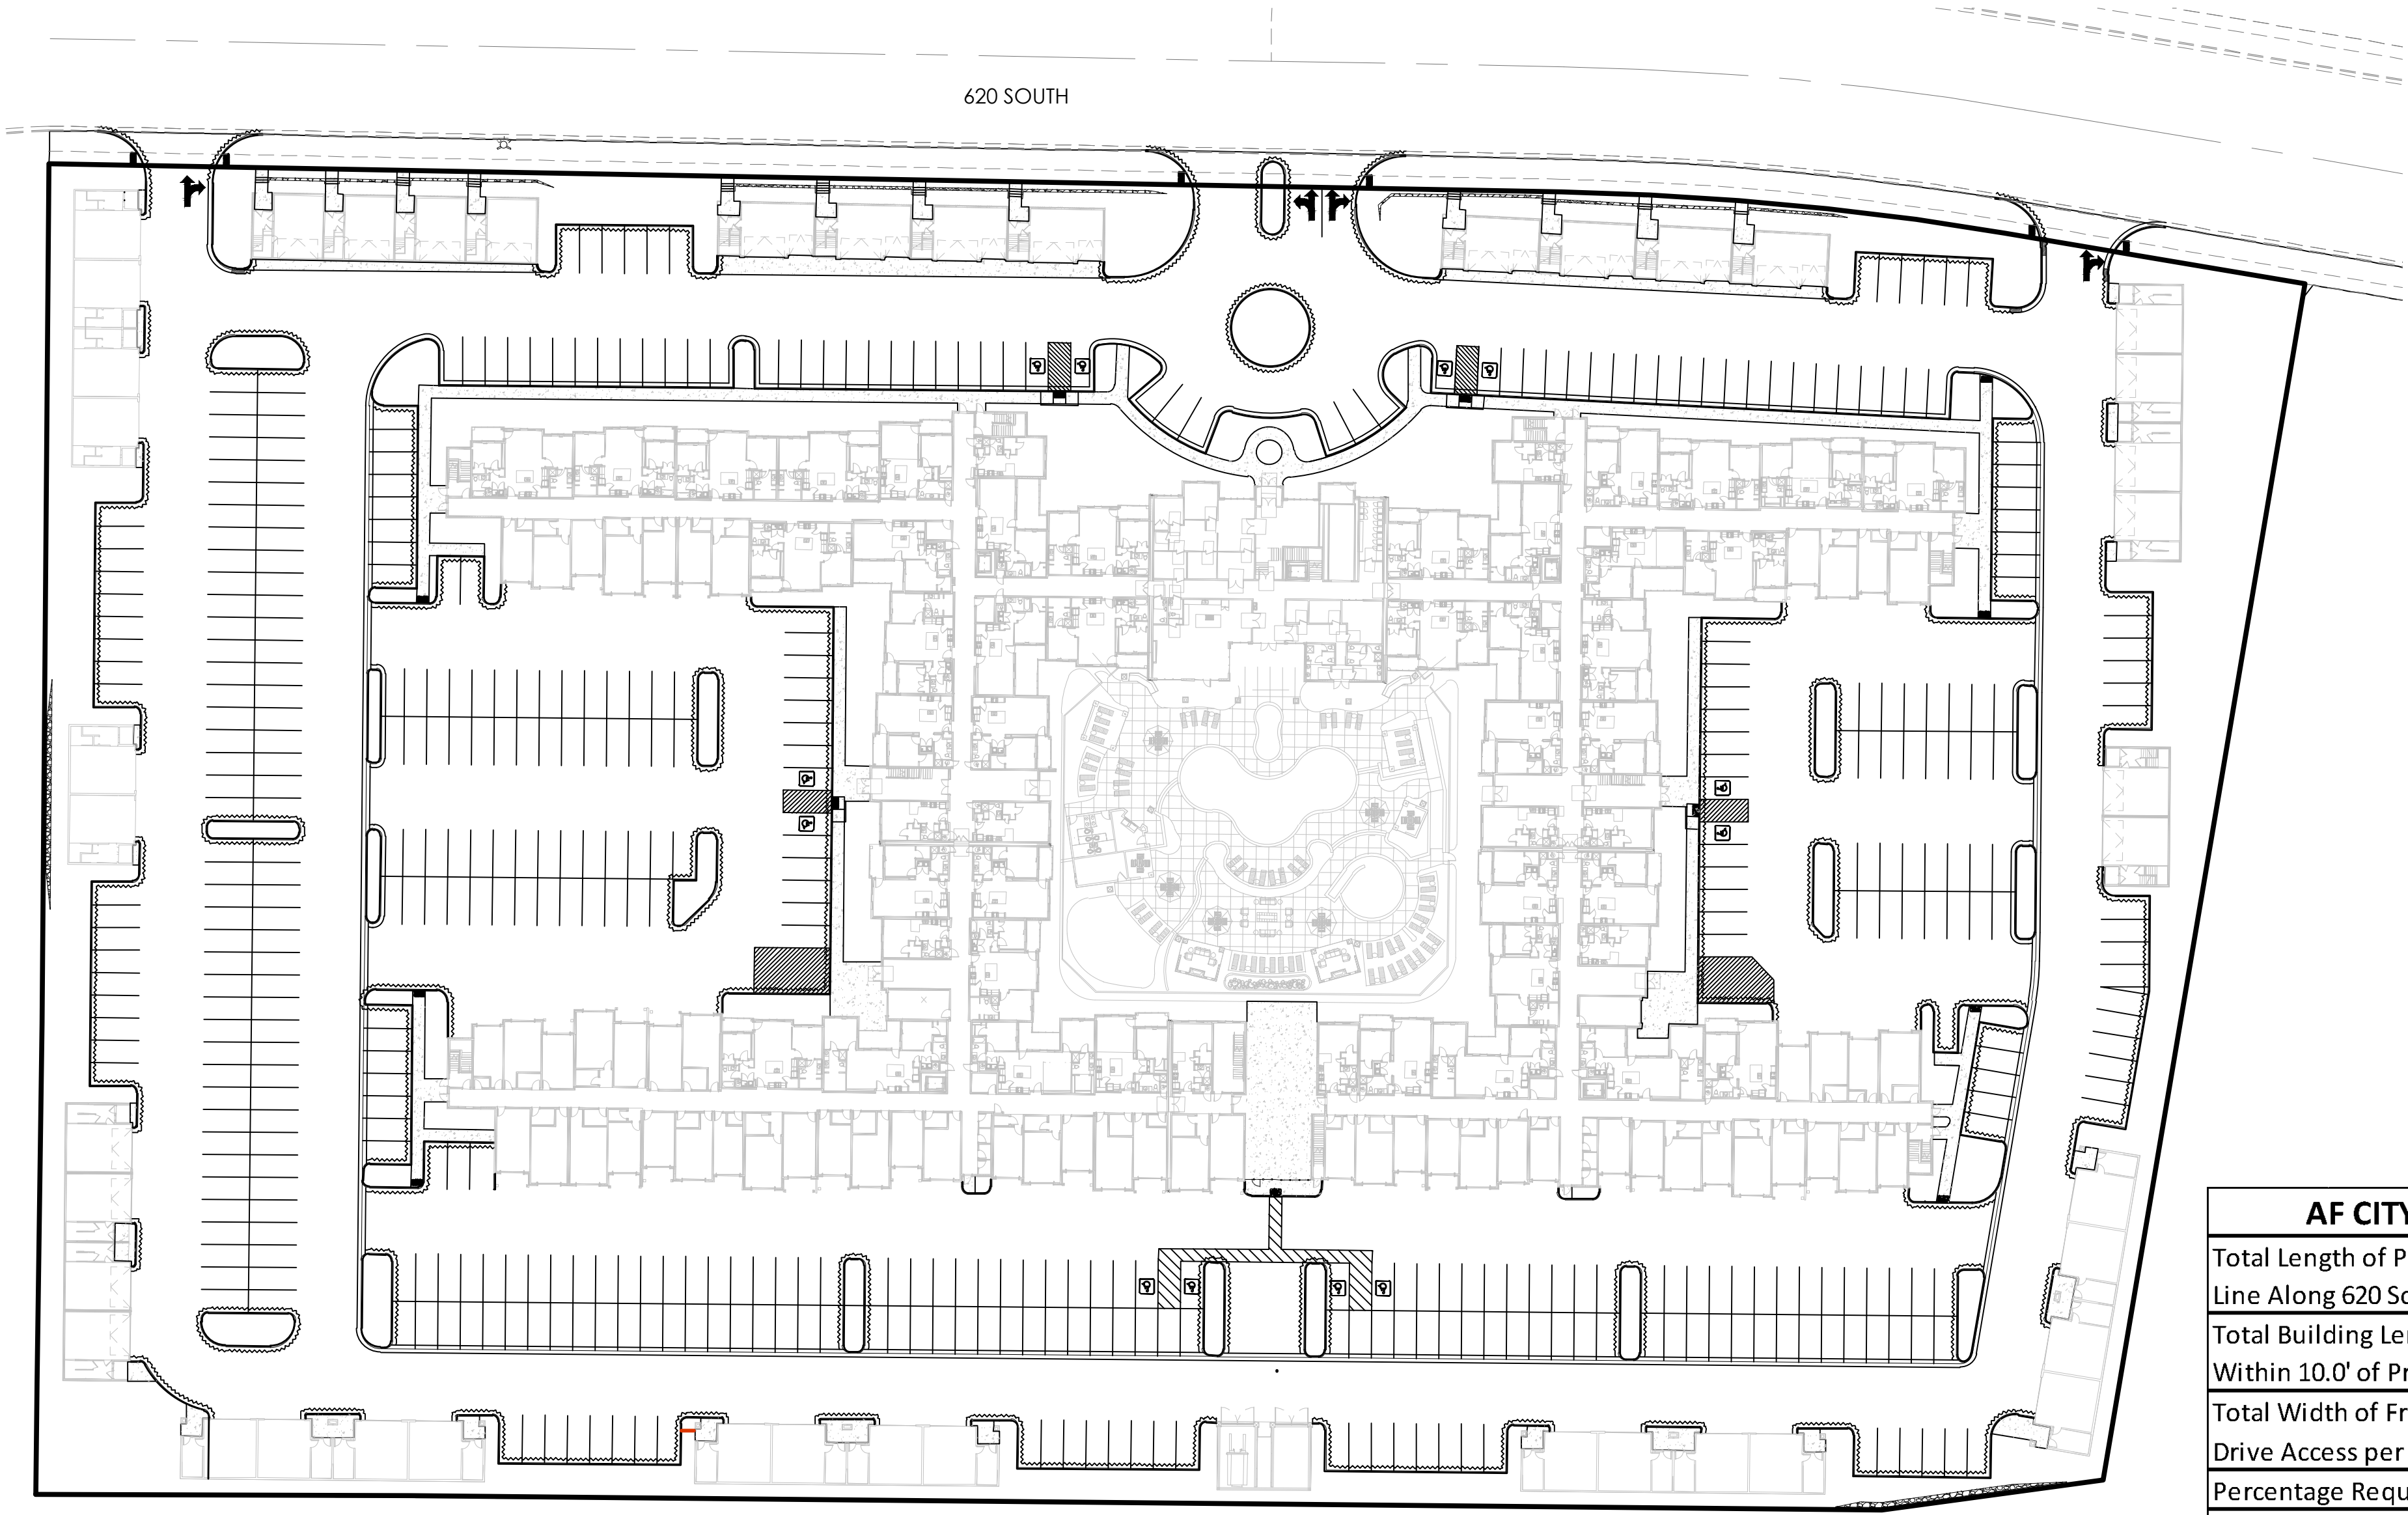 620 SOUTH
AF CITY
Total Length of P
Line Along 620 So
Total Building Le
Within 10.0' of Pr
Total Width of Fr
Drive Access per
Percentage Requ